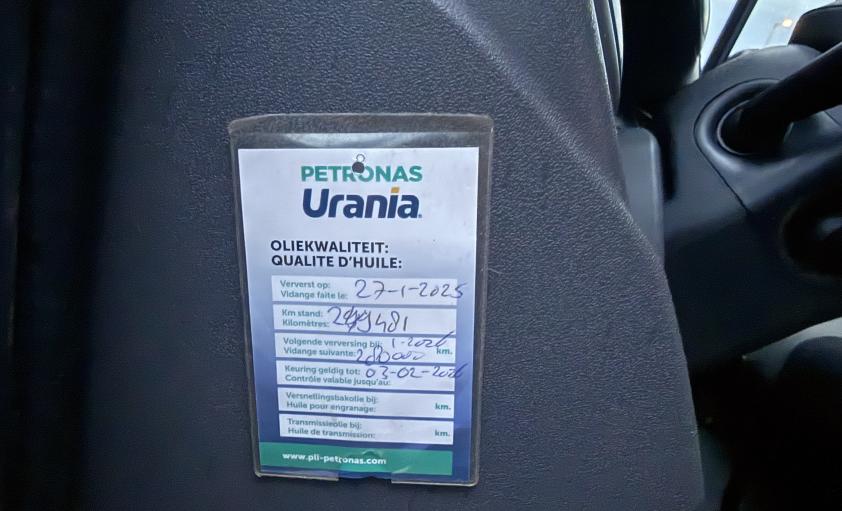 PETRONAS
Urania
OLIEKWALITEIT:
QUALITE D'HUILE:
Ververst op:
Vidange faite le: 27-1-2025
Km stand:
Kilomètres:
Volgende verversing bij: 1-2026
Vidange suivante: km.
Keuring geldig tot: 03-02-2026
Contrôle valable jusqu'au:
Versnellingsbakolie bij:
Huile pour engranage: km.
Transmissieolie bij:
Huile de transmission: km.
www.pli-petronas.com